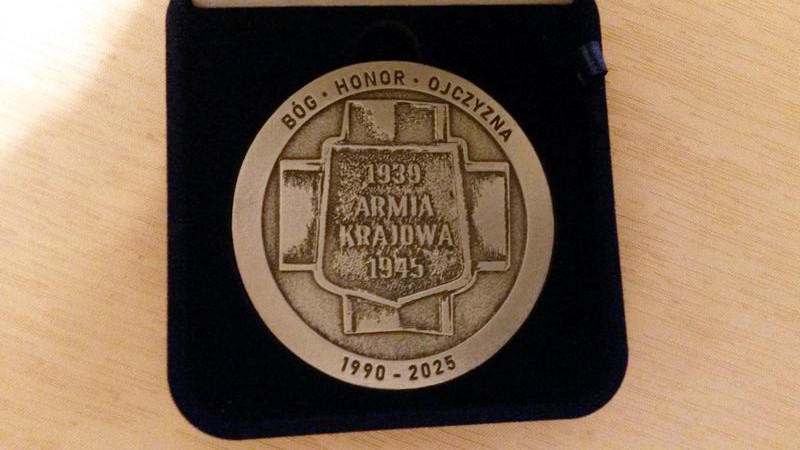 BÓG · HONOR · OJCZYZNA
1939
ARMIA
KRAJOWA
1945
1990 - 2025